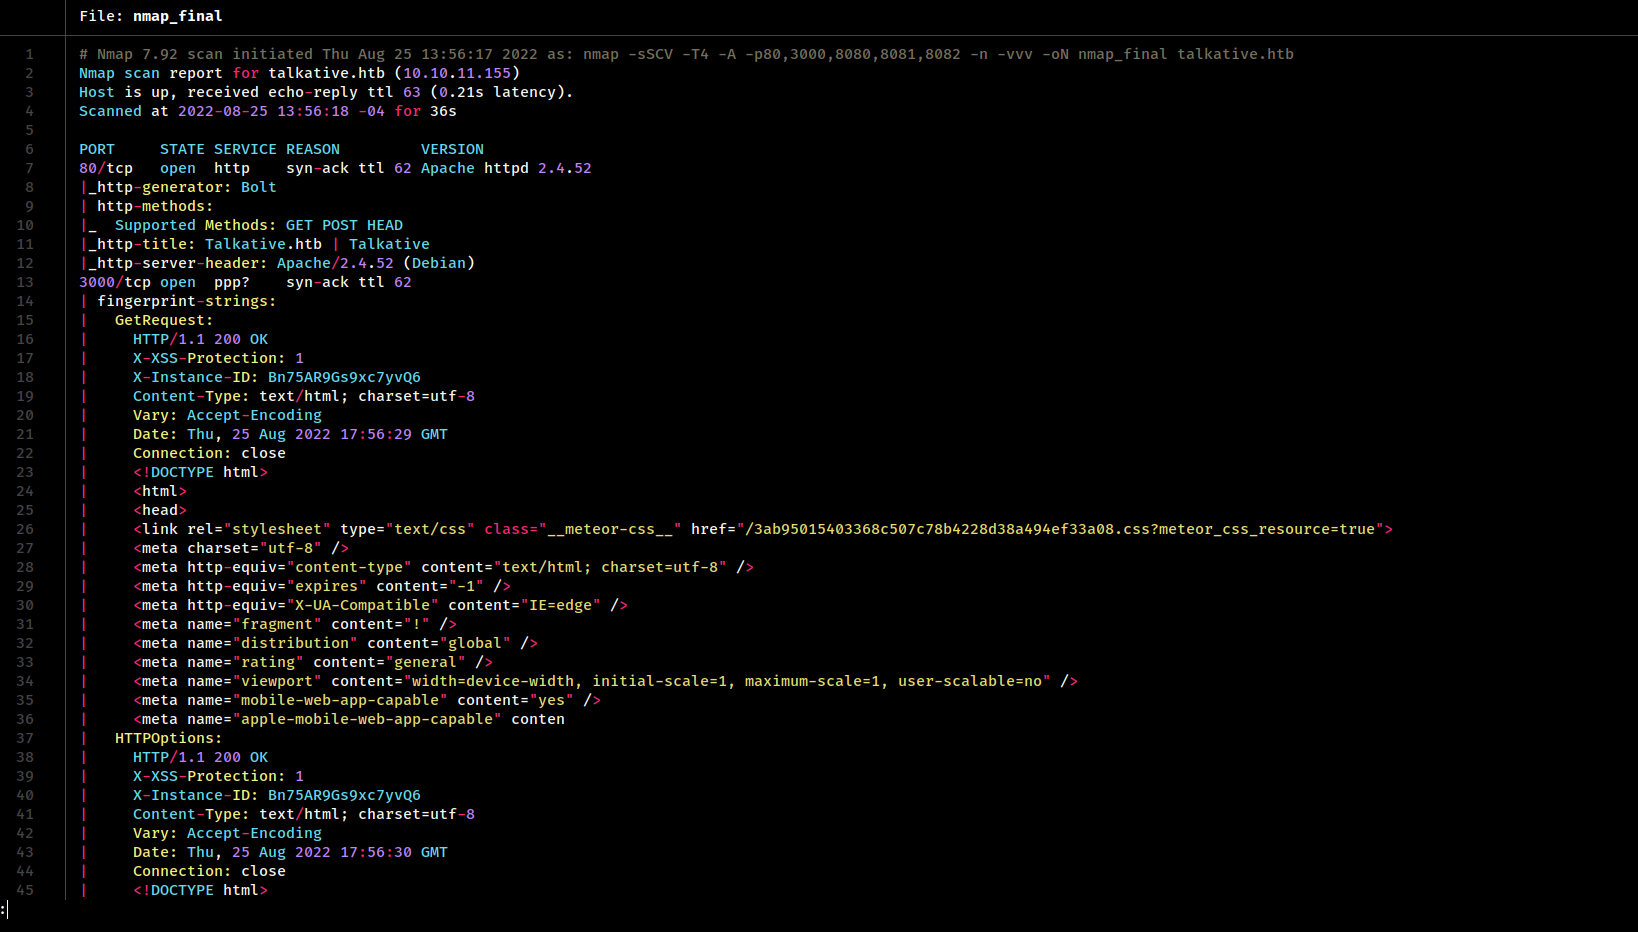 File: nmap_final
1 # Nmap 7.92 scan initiated Thu Aug 25 13:56:17 2022 as: nmap -sSCV -T4 -A -p80,3000,8080,8081,8082 -n -vvv -oN nmap_final talkative.htb
2 Nmap scan report for talkative.htb (10.10.11.155)
3 Host is up, received echo-reply ttl 63 (0.21s latency).
4 Scanned at 2022-08-25 13:56:18 -04 for 36s
5
6 PORT     STATE SERVICE REASON         VERSION
7 80/tcp   open  http    syn-ack ttl 62 Apache httpd 2.4.52
8 |_http-generator: Bolt
9 | http-methods:
10 |_  Supported Methods: GET POST HEAD
11 |_http-title: Talkative.htb | Talkative
12 |_http-server-header: Apache/2.4.52 (Debian)
13 3000/tcp open  ppp?    syn-ack ttl 62
14 | fingerprint-strings:
15 |   GetRequest:
16 |     HTTP/1.1 200 OK
17 |     X-XSS-Protection: 1
18 |     X-Instance-ID: Bn75AR9Gs9xc7yvQ6
19 |     Content-Type: text/html; charset=utf-8
20 |     Vary: Accept-Encoding
21 |     Date: Thu, 25 Aug 2022 17:56:29 GMT
22 |     Connection: close
23 |     <!DOCTYPE html>
24 |     <html>
25 |     <head>
26 |     <link rel="stylesheet" type="text/css" class="__meteor-css__" href="/3ab95015403368c507c78b4228d38a494ef33a08.css?meteor_css_resource=true">
27 |     <meta charset="utf-8" />
28 |     <meta http-equiv="content-type" content="text/html; charset=utf-8" />
29 |     <meta http-equiv="expires" content="-1" />
30 |     <meta http-equiv="X-UA-Compatible" content="IE=edge" />
31 |     <meta name="fragment" content="!" />
32 |     <meta name="distribution" content="global" />
33 |     <meta name="rating" content="general" />
34 |     <meta name="viewport" content="width=device-width, initial-scale=1, maximum-scale=1, user-scalable=no" />
35 |     <meta name="mobile-web-app-capable" content="yes" />
36 |     <meta name="apple-mobile-web-app-capable" conten
37 |   HTTPOptions:
38 |     HTTP/1.1 200 OK
39 |     X-XSS-Protection: 1
40 |     X-Instance-ID: Bn75AR9Gs9xc7yvQ6
41 |     Content-Type: text/html; charset=utf-8
42 |     Vary: Accept-Encoding
43 |     Date: Thu, 25 Aug 2022 17:56:30 GMT
44 |     Connection: close
45 |     <!DOCTYPE html>
: